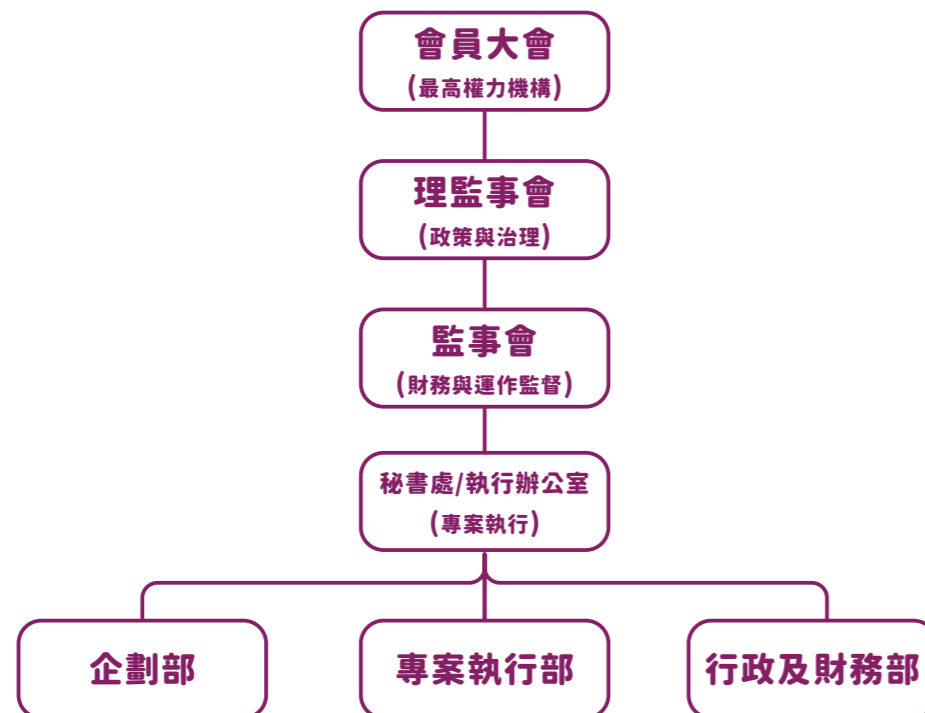 會員大會
(最高權力機構)
理監事會
(政策與治理)
監事會
(財務與運作監督)
秘書處/執行辦公室
(專案執行)
企劃部
專案執行部
行政及財務部